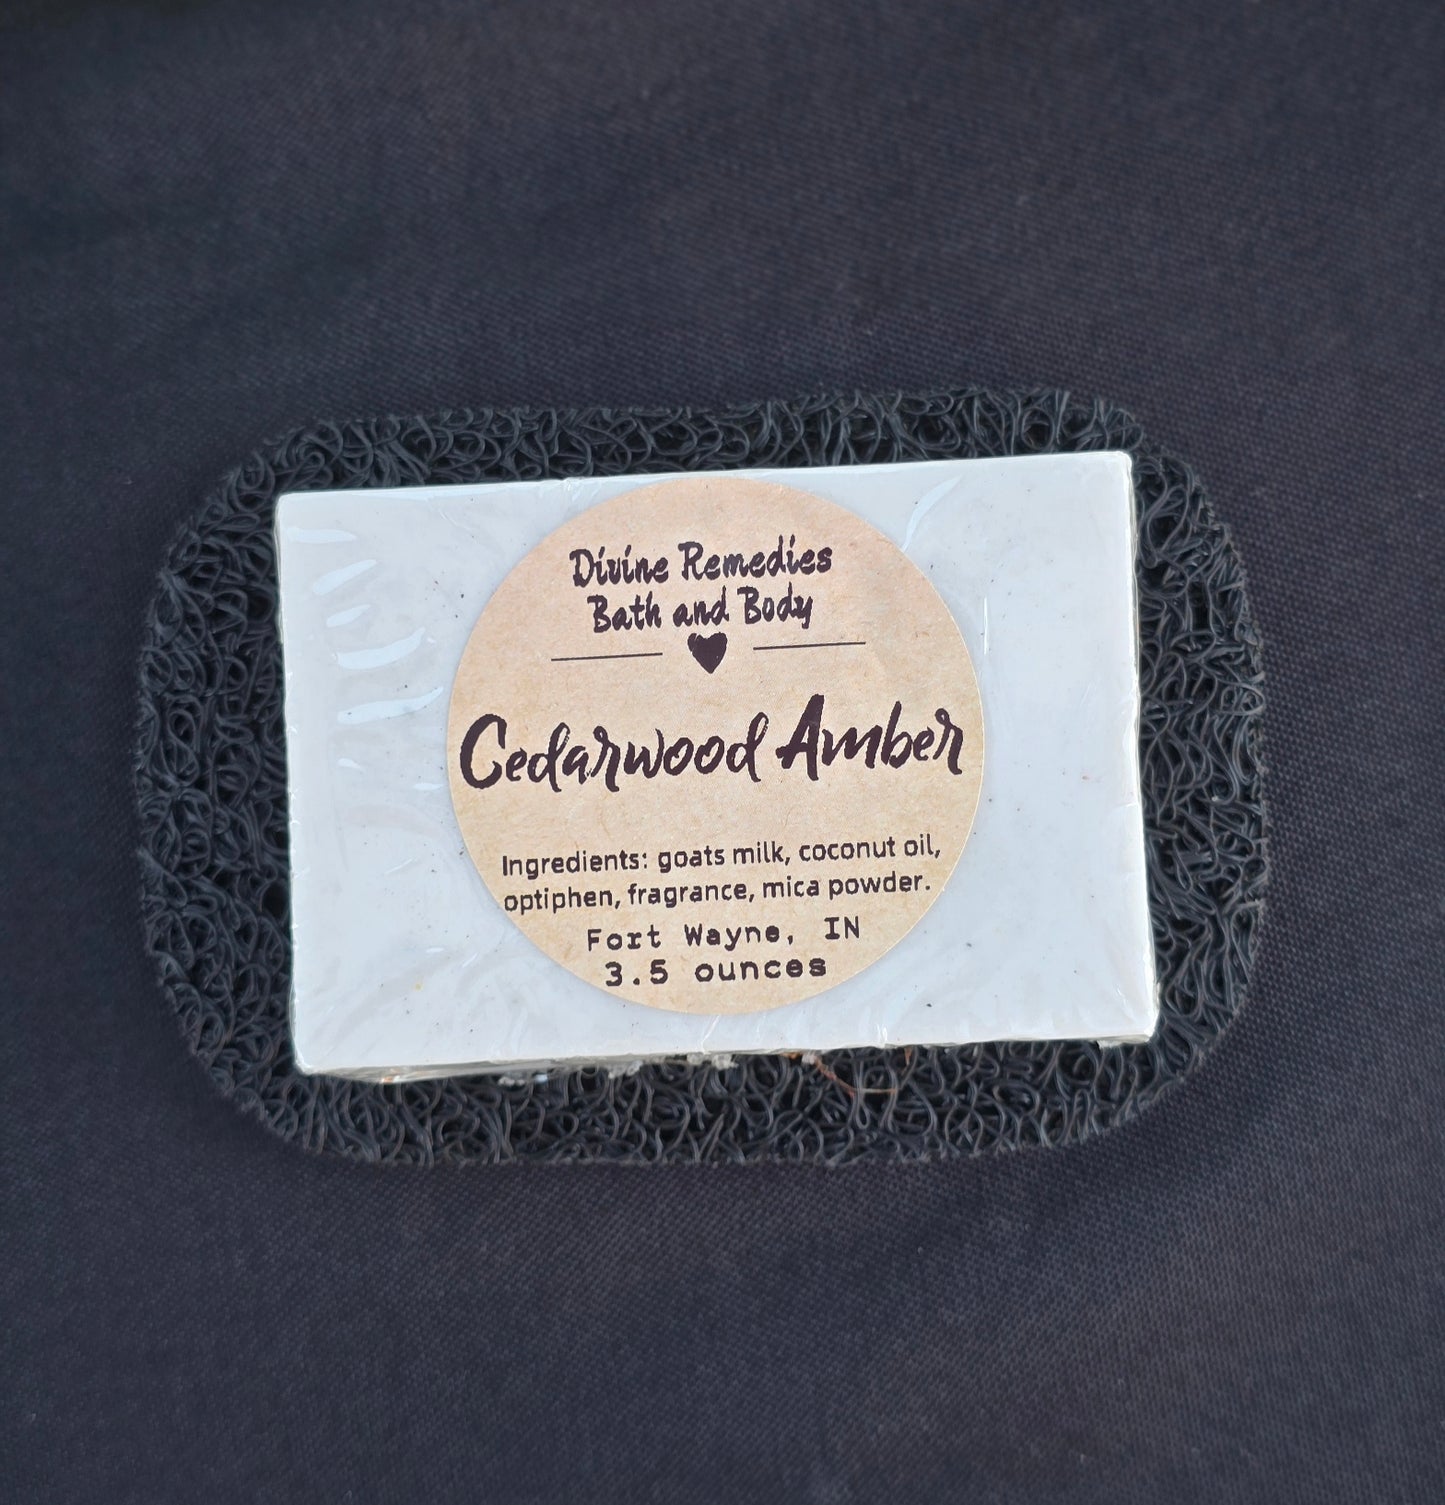 Divine Remedies
Bath and Body
Cedarwood Amber
Ingredients: goats milk, coconut oil,
optiphen, fragrance, mica powder.
Fort Wayne, IN
3.5 ounces